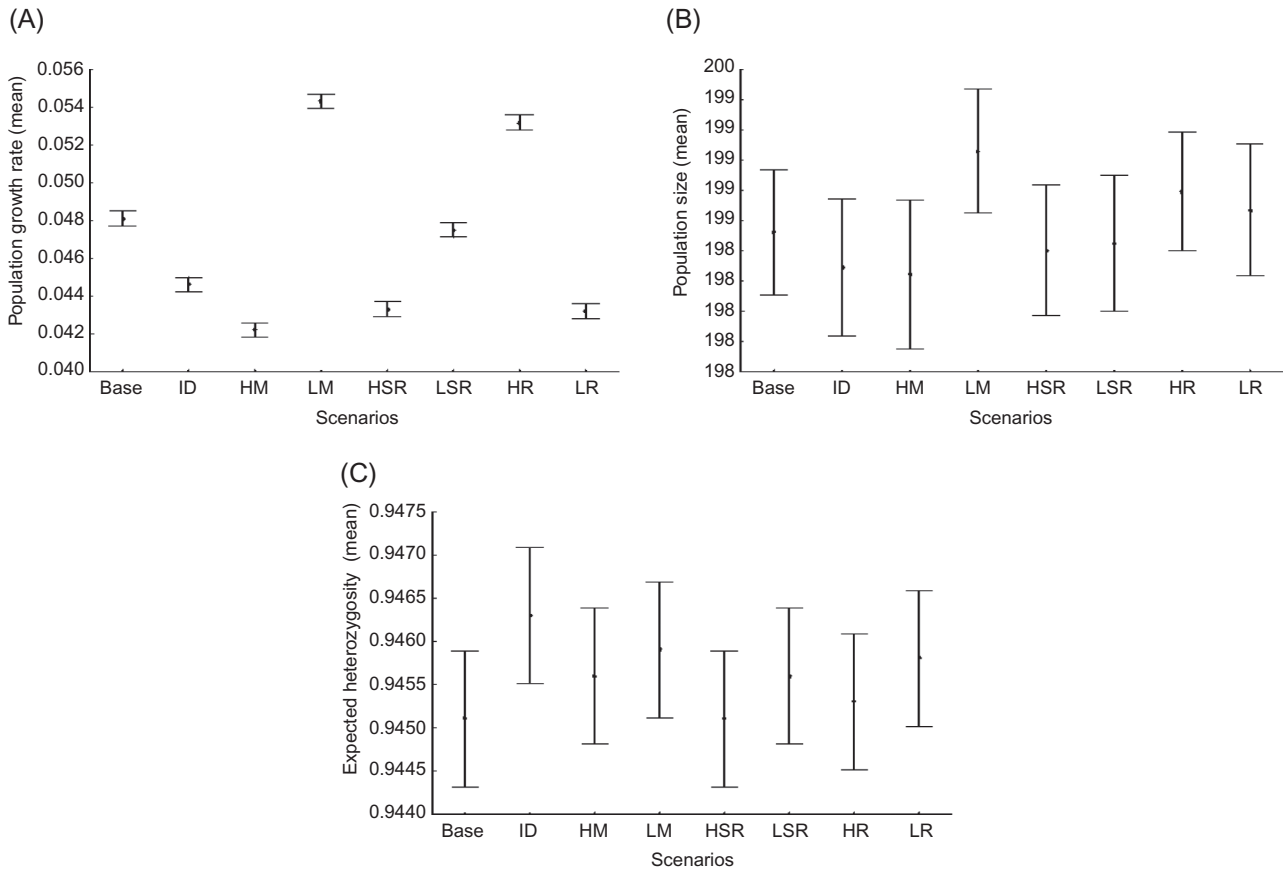 (A)
Population growth rate (mean)
0.056
0.054
0.052
0.050
0.048
0.046
0.044
0.042
0.040
Base ID HM LM HSR LSR HR LR
Scenarios
(B)
Population size (mean)
200
199
199
199
199
199
198
198
198
198
198
Base ID HM LM HSR LSR HR LR
Scenarios
(C)
Expected heterozygosity (mean)
0.9475
0.9470
0.9465
0.9460
0.9455
0.9450
0.9445
0.9440
Base ID HM LM HSR LSR HR LR
Scenarios